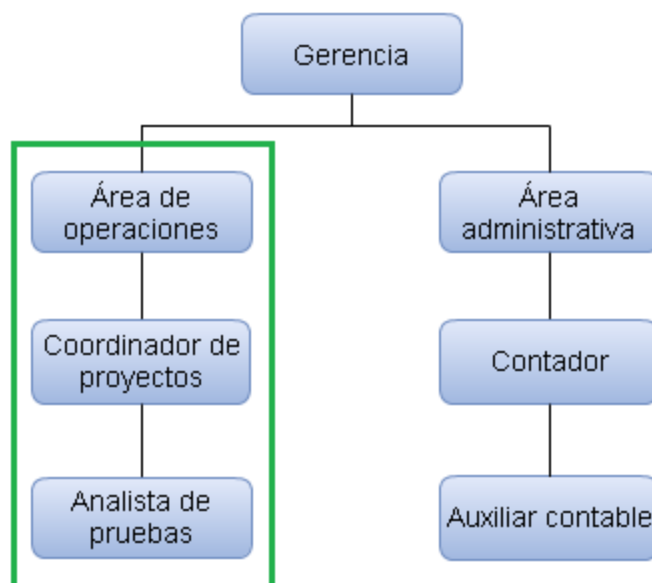 Gerencia
Área de
operaciones
Área
administrativa
Coordinador de
proyectos
Contador
Analista de
pruebas
Auxiliar contable